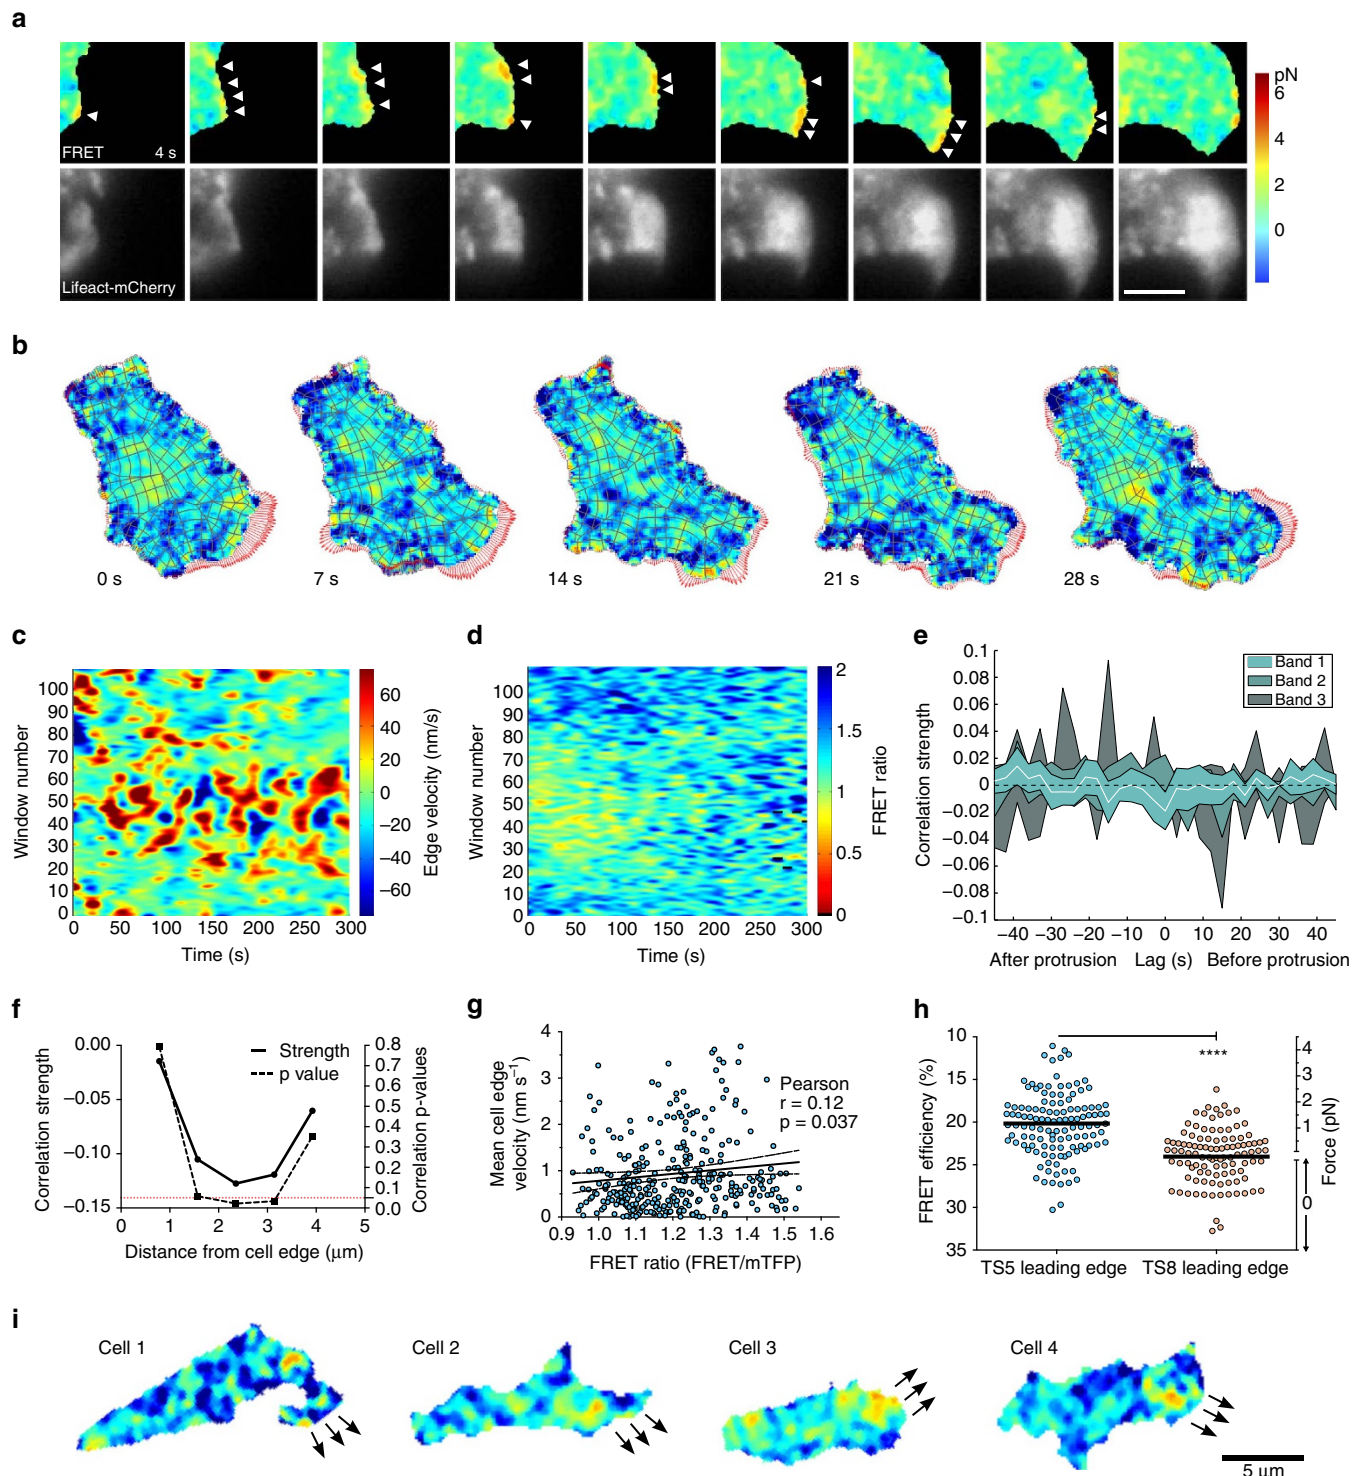 a
FRET
4 s
pN
6
4
2
0
Lifeact-mCherry
b
0 s
7 s
14 s
21 s
28 s
c
Window number
100
90
80
70
60
50
40
30
20
10
0
0 50 100 150 200 250 300
Time (s)
60
40
20
0
−20
−40
−60
Edge velocity (nm/s)
d
Window number
100
90
80
70
60
50
40
30
20
10
0
0 50 100 150 200 250 300
Time (s)
2
1.5
1
0.5
0
FRET ratio
e
Correlation strength
0.1
0.08
0.06
0.04
0.02
0
−0.02
−0.04
−0.06
−0.08
−0.1
Band 1
Band 2
Band 3
−40 −30 −20 −10 0 10 20 30 40
After protrusion Lag (s) Before protrusion
f
Correlation strength
0.00
−0.05
−0.10
−0.15
Strength
p value
0.8
0.7
0.6
0.5
0.4
0.3
0.2
0.1
0.0
Correlation p-values
0 1 2 3 4 5
Distance from cell edge (μm)
g
Mean cell edge
velocity (nm s⁻¹)
4
3
2
1
0
Pearson
r = 0.12
p = 0.037
0.9 1.0 1.1 1.2 1.3 1.4 1.5 1.6
FRET ratio (FRET/mTFP)
h
FRET efficiency (%)
10
15
20
25
30
35
****
4
3
2
1
0
Force (pN)
TS5 leading edge TS8 leading edge
i
Cell 1
Cell 2
Cell 3
Cell 4
5 μm